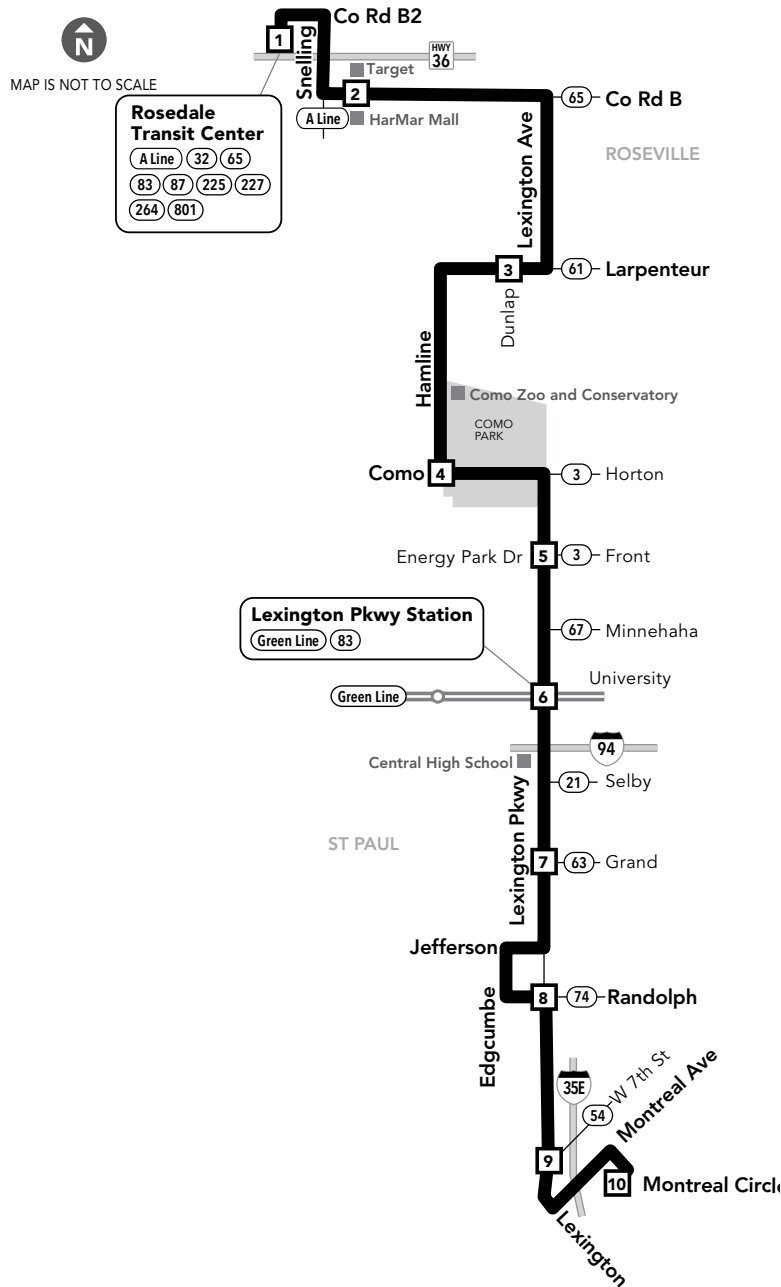 Co Rd B2
1
Snelling
HWY
36
N
MAP IS NOT TO SCALE
Target
2
A Line
HarMar Mall
65
Co Rd B
Rosedale
Transit Center
A Line 32 65
83 87 225 227
264 801
Lexington Ave
ROSEVILLE
3
61
Larpenteur
Dunlap
Hamline
Como Zoo and Conservatory
COMO
PARK
Como
4
3
Horton
Energy Park Dr
5
3
Front
67
Minnehaha
Lexington Pkwy Station
Green Line 83
University
Green Line
6
94
Central High School
21
Selby
Lexington Pkwy
ST PAUL
7
63
Grand
Jefferson
8
74
Randolph
Edgcumbe
35E
54
W 7th St
Montreal Ave
9
10
Montreal Circle
Lexington